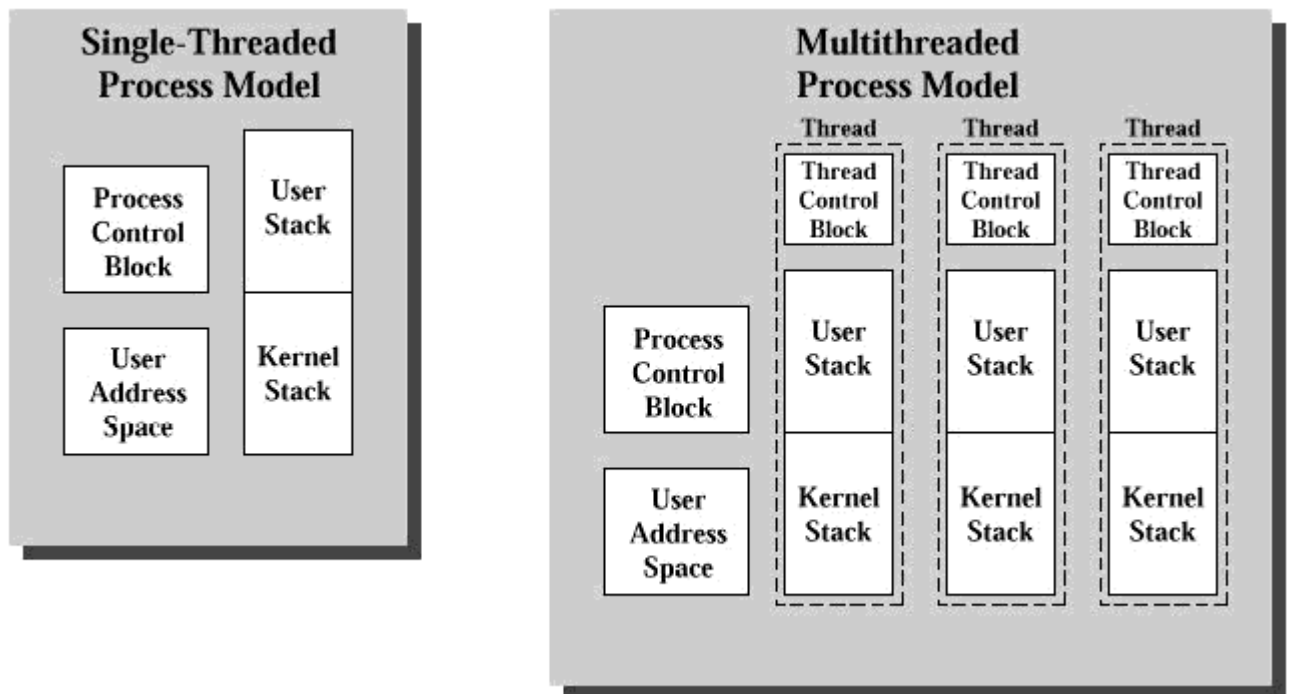 Single-Threaded
Process Model
Process
Control
Block
User
Stack
User
Address
Space
Kernel
Stack
Multithreaded
Process Model
Process
Control
Block
User
Address
Space
Thread
Thread
Control
Block
User
Stack
Kernel
Stack
Thread
Thread
Control
Block
User
Stack
Kernel
Stack
Thread
Thread
Control
Block
User
Stack
Kernel
Stack